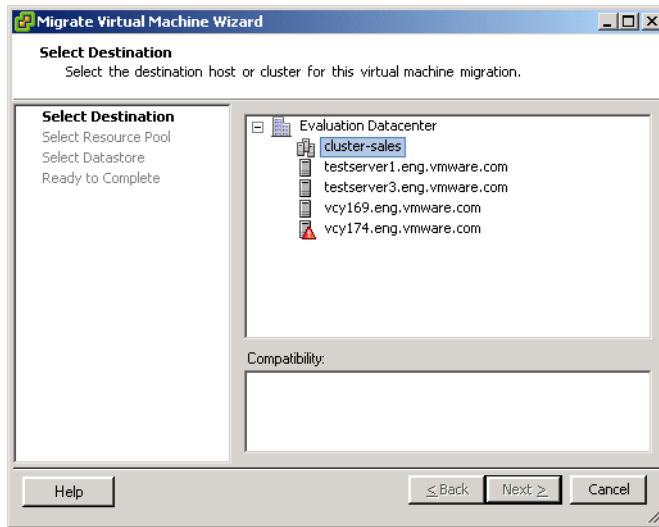 Migrate Virtual Machine Wizard
Select Destination
Select the destination host or cluster for this virtual machine migration.
Select Destination
Select Resource Pool
Select Datastore
Ready to Complete
Evaluation Datacenter
cluster-sales
testserver1.eng.vmware.com
testserver3.eng.vmware.com
vcy169.eng.vmware.com
vcy174.eng.vmware.com
Compatibility:
Help
< Back
Next >
Cancel